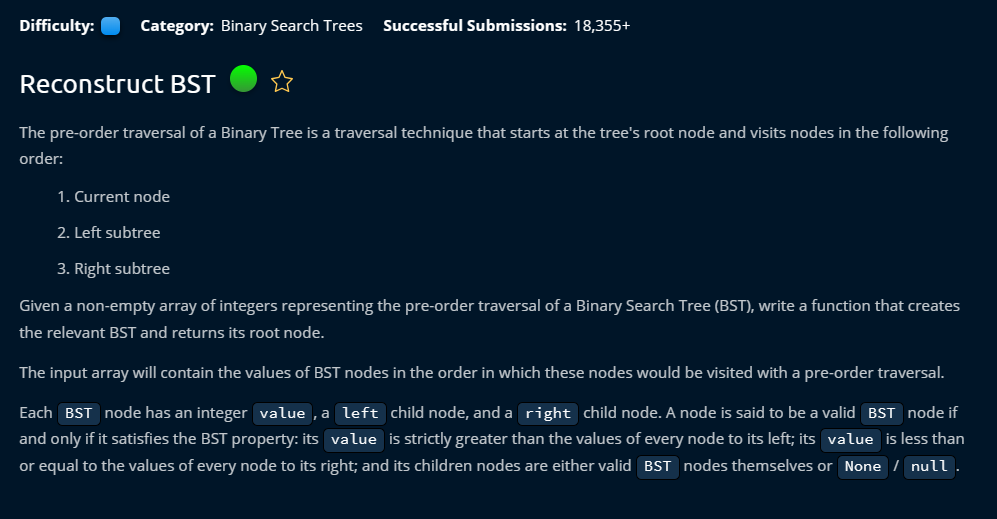 Difficulty: Category: Binary Search Trees Successful Submissions: 18,355+
Reconstruct BST
The pre-order traversal of a Binary Tree is a traversal technique that starts at the tree's root node and visits nodes in the following
order:
1. Current node
2. Left subtree
3. Right subtree
Given a non-empty array of integers representing the pre-order traversal of a Binary Search Tree (BST), write a function that creates
the relevant BST and returns its root node.
The input array will contain the values of BST nodes in the order in which these nodes would be visited with a pre-order traversal.
Each BST node has an integer value , a left child node, and a right child node. A node is said to be a valid BST node if
and only if it satisfies the BST property: its value is strictly greater than the values of every node to its left; its value is less than
or equal to the values of every node to its right; and its children nodes are either valid BST nodes themselves or None / null .